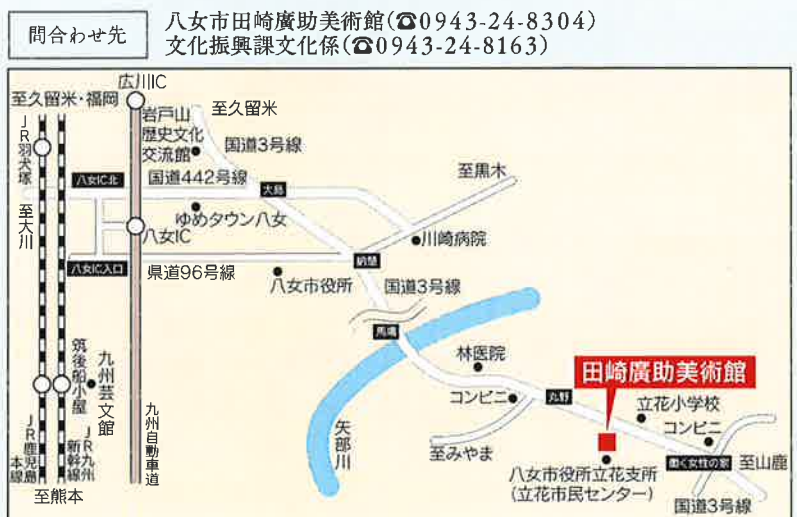 問合わせ先
八女市田崎廣助美術館(☎0943-24-8304)
文化振興課文化係(☎0943-24-8163)
広川IC
至久留米・福岡
至久留米
JR羽犬塚
岩戸山
歴史文化
交流館
国道3号線
八女IC北
国道442号線
大島
至黒木
至大川
ゆめタウン八女
八女IC
川崎病院
納楚
八女IC入口
県道96号線
八女市役所
国道3号線
馬場
林医院
田崎廣助美術館
筑後船小屋
九州芸文館
コンビニ
丸野
立花小学校
コンビニ
矢部川
至みやま
働く女性の家
至山鹿
八女市役所立花支所
(立花市民センター)
JR鹿児島本線
JR九州新幹線
九州自動車道
至熊本
国道3号線